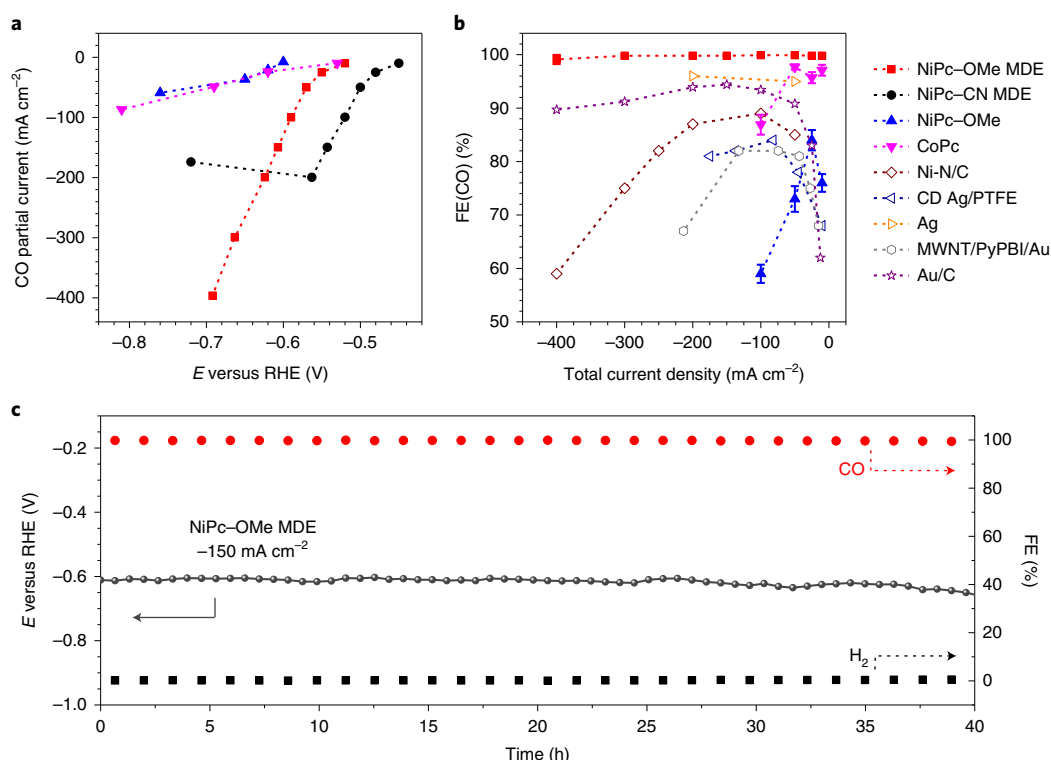 a
CO partial current (mA cm⁻²)
0
−100
−200
−300
−400
−0.8
−0.7
−0.6
−0.5
E versus RHE (V)
b
FE(CO) (%)
100
90
80
70
60
50
−400
−300
−200
−100
0
Total current density (mA cm⁻²)
NiPc–OMe MDE
NiPc–CN MDE
NiPc–OMe
CoPc
Ni-N/C
CD Ag/PTFE
Ag
MWNT/PyPBI/Au
Au/C
c
E versus RHE (V)
−0.2
−0.4
−0.6
−0.8
−1.0
NiPc–OMe MDE
−150 mA cm⁻²
CO
H₂
100
80
60
40
20
0
FE (%)
0
5
10
15
20
25
30
35
40
Time (h)